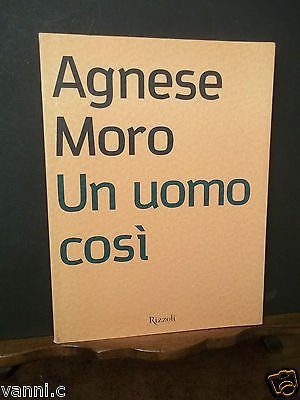 Agnese
Moro
Un uomo
così
Rizzoli
vanni.c